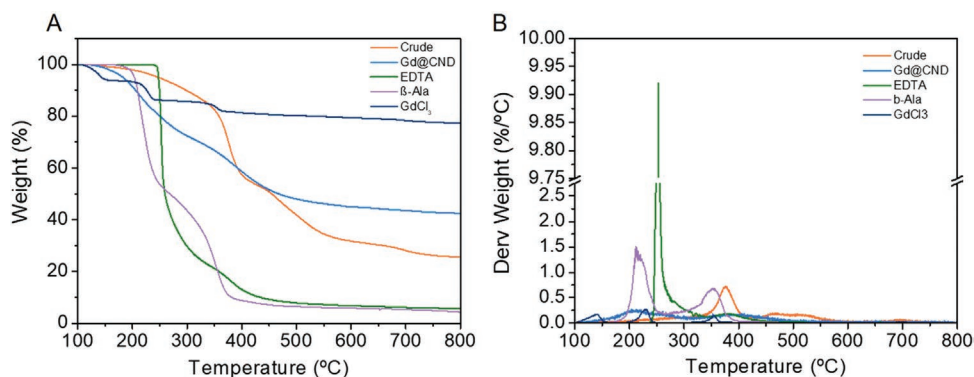 A
Weight (%)
100
80
60
40
20
0
100 200 300 400 500 600 700 800
Temperature (ºC)
Crude
Gd@CND
EDTA
ß-Ala
GdCl3
B
Derv Weight (%/ºC)
10.00
9.95
9.90
9.85
9.80
9.75
2.5
2.0
1.5
1.0
0.5
0.0
100 200 300 400 500 600 700 800
Temperature (ºC)
Crude
Gd@CND
EDTA
b-Ala
GdCl3